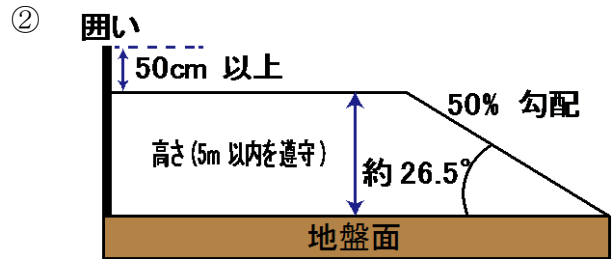 ②
囲い
50cm 以上
50% 勾配
高さ(5m 以内を遵守)
約 26.5°
地盤面